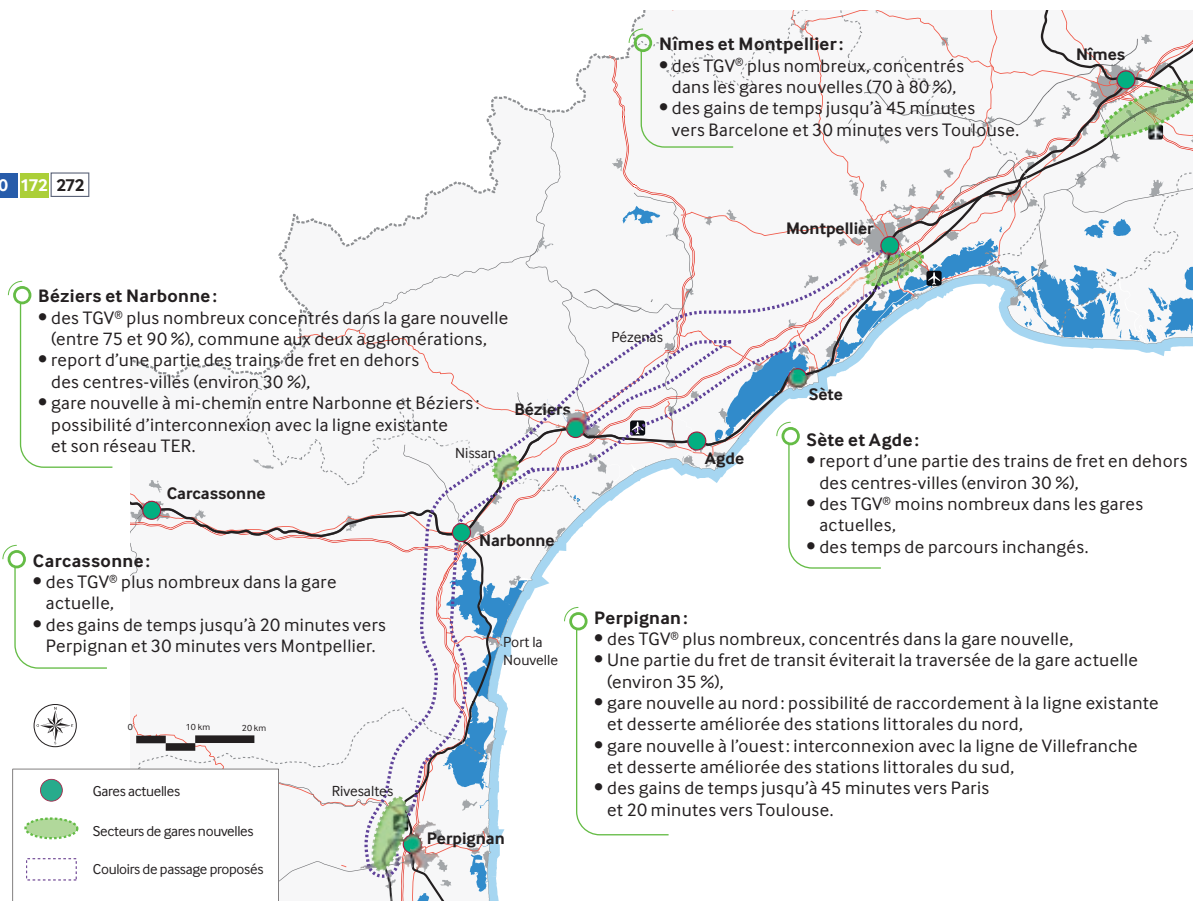 Nîmes et Montpellier :
• des TGV® plus nombreux, concentrés
dans les gares nouvelles (70 à 80 %),
• des gains de temps jusqu'à 45 minutes
vers Barcelone et 30 minutes vers Toulouse.
Nîmes
0 172 272
Montpellier
Béziers et Narbonne :
• des TGV® plus nombreux concentrés dans la gare nouvelle
(entre 75 et 90 %), commune aux deux agglomérations,
• report d'une partie des trains de fret en dehors
des centres-villes (environ 30 %),
• gare nouvelle à mi-chemin entre Narbonne et Béziers :
possibilité d'interconnexion avec la ligne existante
et son réseau TER.
Pézenas
Béziers
Sète
Nissan
Agde
Sète et Agde :
• report d'une partie des trains de fret en dehors
des centres-villes (environ 30 %),
• des TGV® moins nombreux dans les gares
actuelles,
• des temps de parcours inchangés.
Carcassonne
Narbonne
Carcassonne :
• des TGV® plus nombreux dans la gare
actuelle,
• des gains de temps jusqu'à 20 minutes vers
Perpignan et 30 minutes vers Montpellier.
Port la
Nouvelle
Perpignan :
• des TGV® plus nombreux, concentrés dans la gare nouvelle,
• Une partie du fret de transit éviterait la traversée de la gare actuelle
(environ 35 %),
• gare nouvelle au nord : possibilité de raccordement à la ligne existante
et desserte améliorée des stations littorales du nord,
• gare nouvelle à l'ouest : interconnexion avec la ligne de Villefranche
et desserte améliorée des stations littorales du sud,
• des gains de temps jusqu'à 45 minutes vers Paris
et 20 minutes vers Toulouse.
0 10 km 20 km
Rivesaltes
Perpignan
Gares actuelles
Secteurs de gares nouvelles
Couloirs de passage proposés